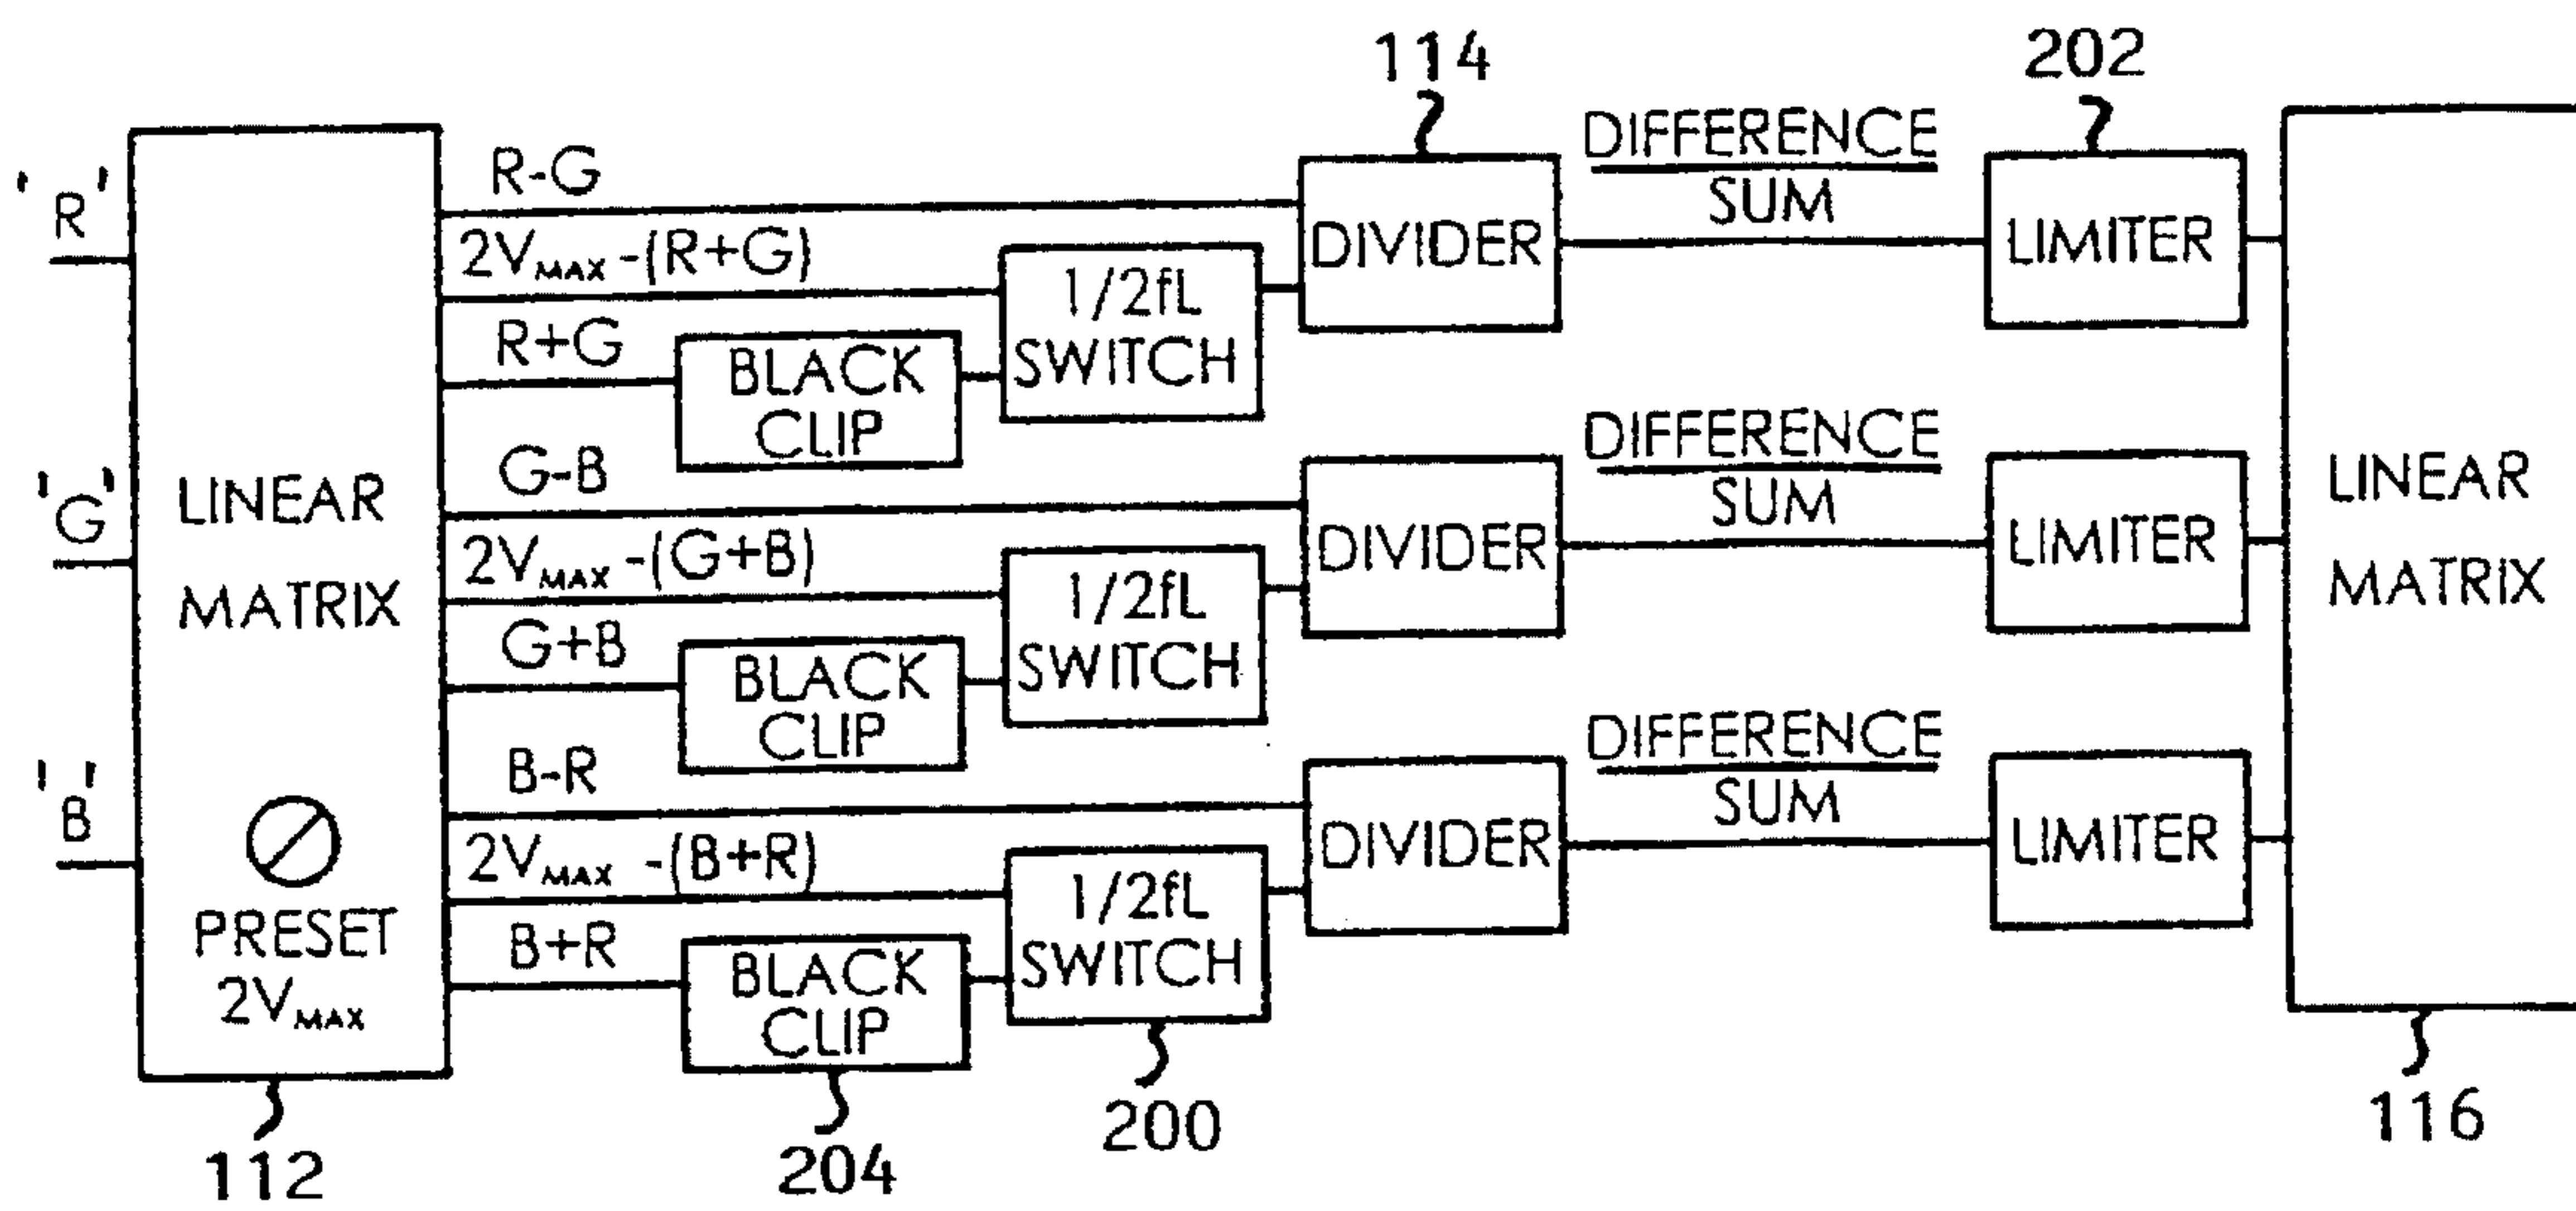 114
202
'R'
R-G
DIFFERENCE
SUM
2VMAX -(R+G)
DIVIDER
LIMITER
1/2fL
SWITCH
R+G
BLACK
CLIP
'G'
G-B
DIFFERENCE
SUM
LINEAR
MATRIX
2VMAX -(G+B)
DIVIDER
LIMITER
LINEAR
MATRIX
1/2fL
SWITCH
G+B
BLACK
CLIP
'B'
B-R
DIFFERENCE
SUM
2VMAX -(B+R)
DIVIDER
LIMITER
1/2fL
SWITCH
PRESET
2VMAX
B+R
BLACK
CLIP
112
204
200
116